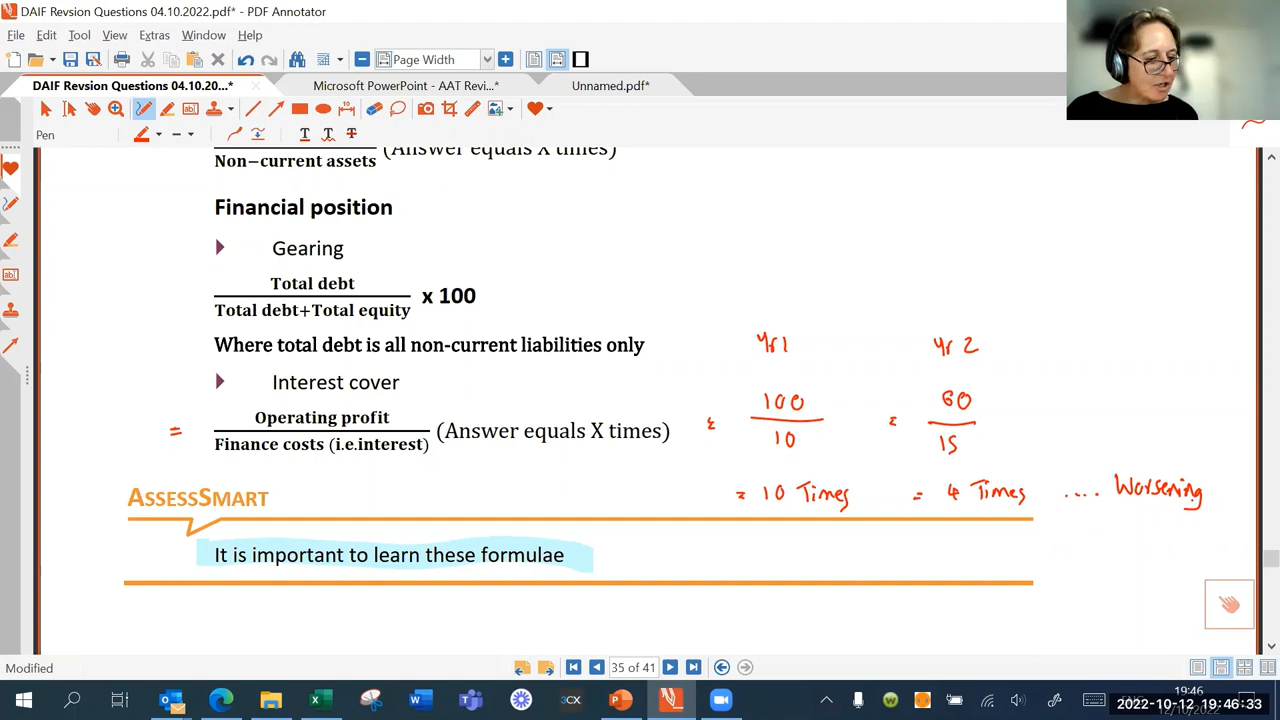 DAIF Revsion Questions 04.10.2022.pdf* - PDF Annotator
File Edit Tool View Extras Window Help
Page Width
DAIF Revsion Questions 04.10.20...* Microsoft PowerPoint - AAT Revi...* Unnamed.pdf*
Pen
Non−current assets (Answer equals X times)
Financial position
Gearing
Total debt
Total debt+Total equity x 100
Where total debt is all non-current liabilities only
Yr 1 Yr 2
Interest cover
= Operating profit
Finance costs (i.e.interest) (Answer equals X times)
= 100 = 60
10 15
= 10 Times = 4 Times .... Worsening
ASSESSSMART
It is important to learn these formulae
Modified
35 of 41
3CX
19:46
2022-10-12 19:46:33